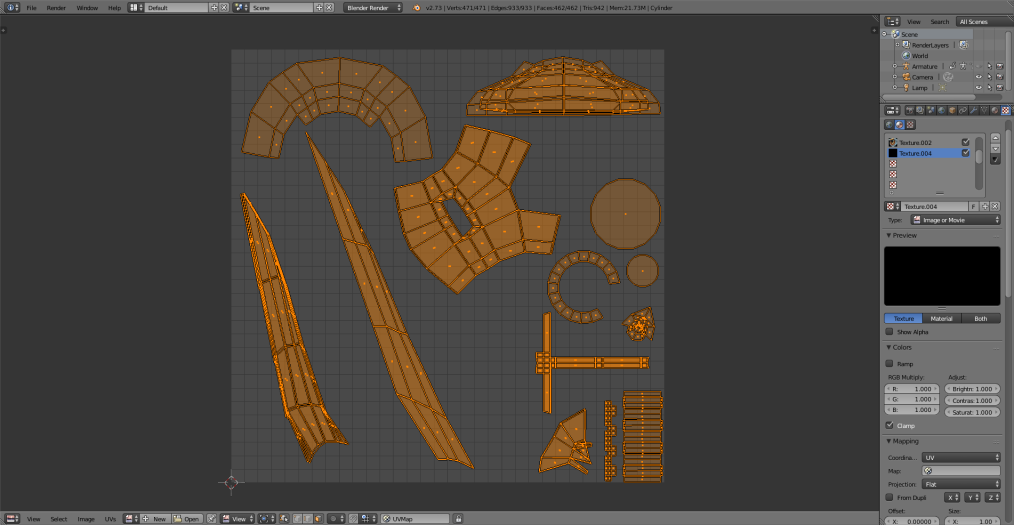 File Render Window Help Default Scene Blender Render v2.73 | Verts:471/471 | Edges:933/933 | Faces:462/462 | Tris:942 | Mem:21.73M | Cylinder
View Search All Scenes
Scene
RenderLayers
World
Armature
Camera
Lamp
Texture.002
Texture.004
Texture.004 F
Type: Image or Movie
Preview
Texture Material Both
Show Alpha
Colors
Ramp
RGB Multiply: Adjust:
R: 1.000 Brightn: 1.000
G: 1.000 Contras: 1.000
B: 1.000 Saturat: 1.000
Clamp
Mapping
Coordina... UV
Map:
Projection: Flat
From Dupli X Y Z
Offset: Size:
X: 0.00000 X: 1.00
View Select Image UVs New Open View UVMap